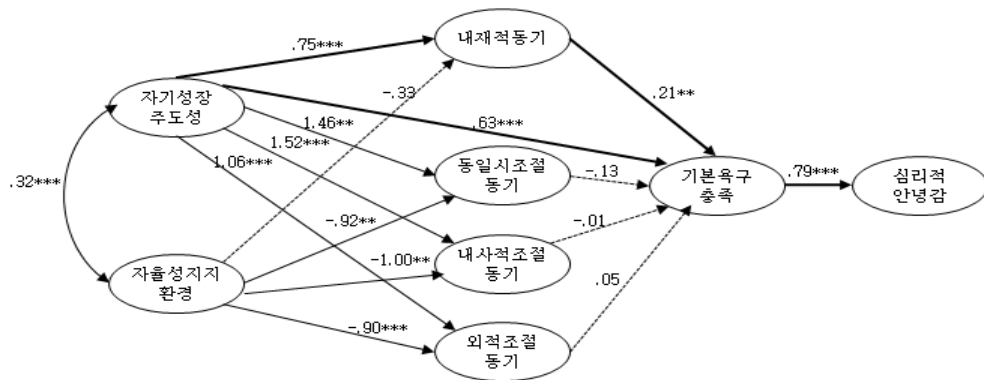 .75***
내재적동기
-.33
.21**
자기성장
주도성
1.46**
.63***
1.52***
1.06***
동일시조절
동기
-.13
기본욕구
충족
.79***
심리적
안녕감
.32***
-.92**
-.01
내사적조절
동기
-1.00**
자율성지지
환경
.05
-.90***
외적조절
동기